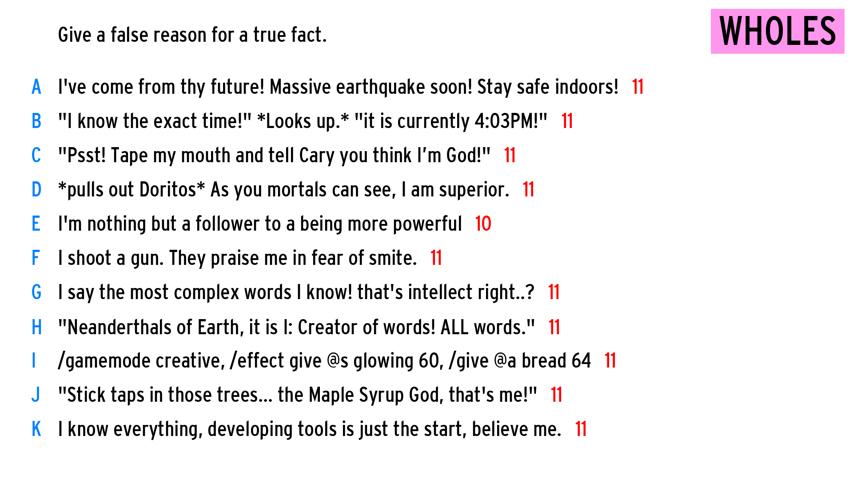 Give a false reason for a true fact.
WHOLES
A I've come from thy future! Massive earthquake soon! Stay safe indoors! 11
B "I know the exact time!" *Looks up.* "it is currently 4:03PM!" 11
C "Psst! Tape my mouth and tell Cary you think I’m God!" 11
D *pulls out Doritos* As you mortals can see, I am superior. 11
E I'm nothing but a follower to a being more powerful 10
F I shoot a gun. They praise me in fear of smite. 11
G I say the most complex words I know! that's intellect right..? 11
H "Neanderthals of Earth, it is I: Creator of words! ALL words." 11
I /gamemode creative, /effect give @s glowing 60, /give @a bread 64 11
J "Stick taps in those trees... the Maple Syrup God, that's me!" 11
K I know everything, developing tools is just the start, believe me. 11